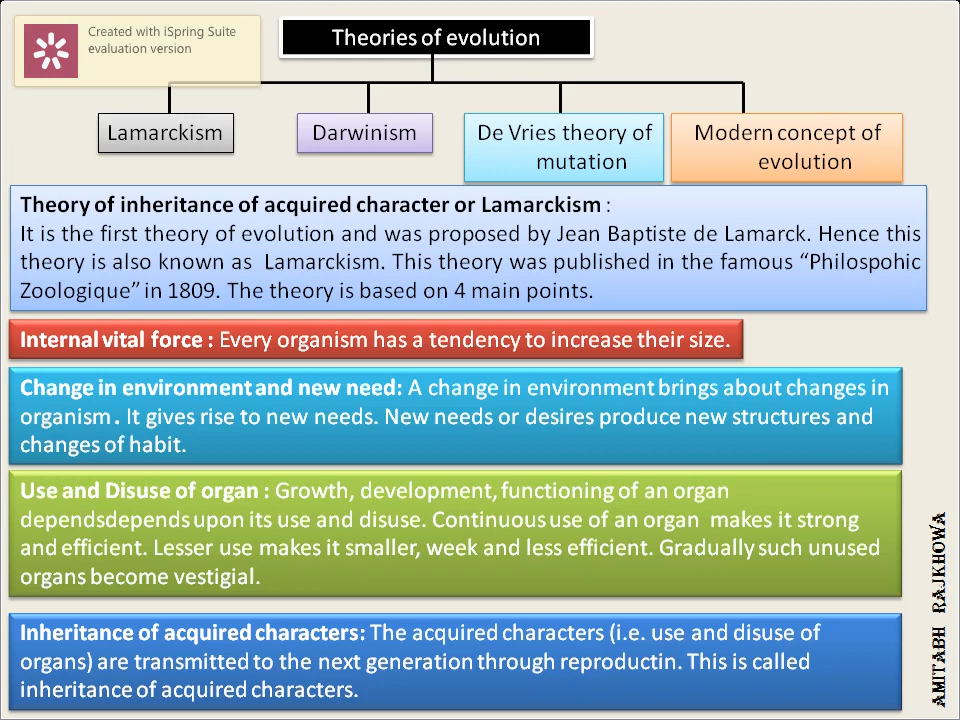 Created with iSpring Suite
evaluation version
Theories of evolution
Lamarckism
Darwinism
De Vries theory of
mutation
Modern concept of
evolution
Theory of inheritance of acquired character or Lamarckism :
It is the first theory of evolution and was proposed by Jean Baptiste de Lamarck. Hence this
theory is also known as Lamarckism. This theory was published in the famous “Philospohic
Zoologique” in 1809. The theory is based on 4 main points.
Internal vital force : Every organism has a tendency to increase their size.
Change in environment and new need: A change in environment brings about changes in
organism . It gives rise to new needs. New needs or desires produce new structures and
changes of habit.
Use and Disuse of organ : Growth, development, functioning of an organ
dependsdepends upon its use and disuse. Continuous use of an organ makes it strong
and efficient. Lesser use makes it smaller, week and less efficient. Gradually such unused
organs become vestigial.
Inheritance of acquired characters: The acquired characters (i.e. use and disuse of
organs) are transmitted to the next generation through reproductin. This is called
inheritance of acquired characters.
AMITABH RAJKHOWA